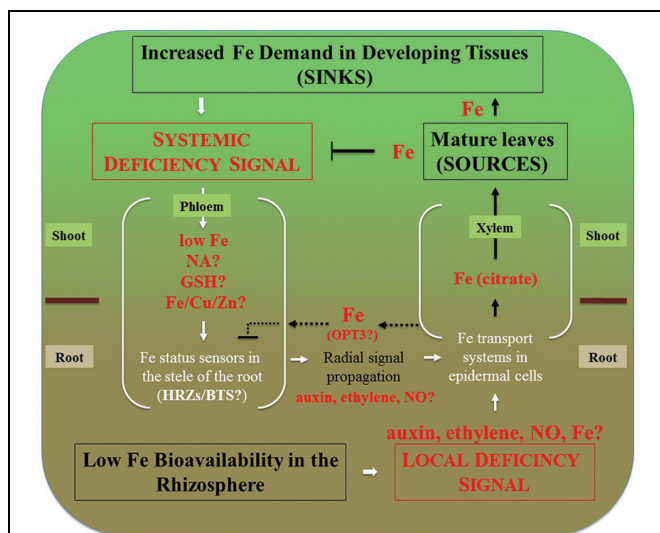 Increased Fe Demand in Developing Tissues
(SINKS)
Fe
SYSTEMIC
DEFICIENCY SIGNAL
Fe
Mature leaves
(SOURCES)
Phloem
Xylem
Shoot
Shoot
low Fe
NA?
GSH?
Fe/Cu/Zn?
Fe (citrate)
Fe
(OPT3?)
Root
Root
Fe status sensors in
the stele of the root
(HRZs/BTS?)
Radial signal
propagation
auxin, ethylene, NO?
Fe transport
systems in
epidermal cells
auxin, ethylene, NO, Fe?
Low Fe Bioavailability in the
Rhizosphere
LOCAL DEFICINCY
SIGNAL